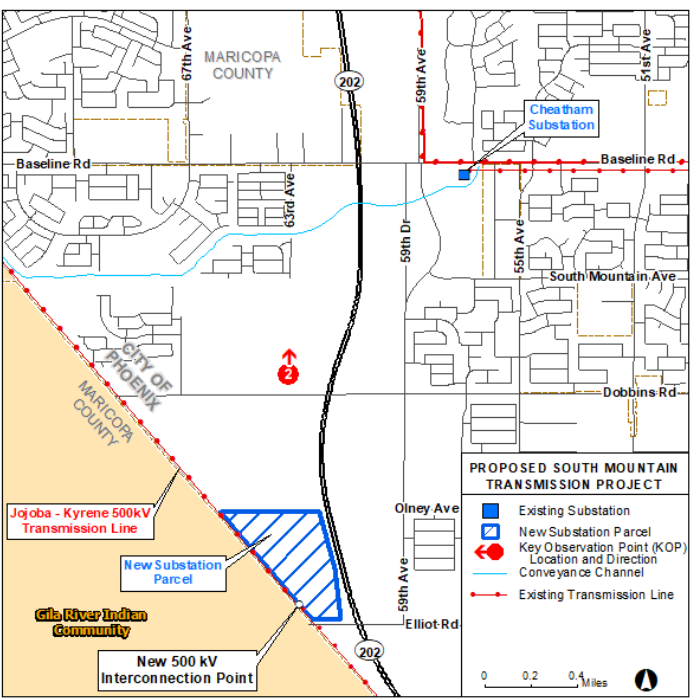 67th Ave
MARICOPA
COUNTY
202
59th Ave
51st Ave
Cheatham
Substation
Baseline Rd
Baseline Rd
63rd Ave
59th Dr
55th Ave
South Mountain Ave
CITY OF
PHOENIX
MARICOPA
COUNTY
2
Dobbins Rd
Jojoba - Kyrene 500kV
Transmission Line
New Substation
Parcel
Olney Ave
59th Ave
Gila River Indian
Community
Elliot Rd
New 500 kV
Interconnection Point
202
PROPOSED SOUTH MOUNTAIN
TRANSMISSION PROJECT
Existing Substation
New Substation Parcel
Key Observation Point (KOP)
Location and Direction
Conveyance Channel
Existing Transmission Line
0 0.2 0.4
Miles